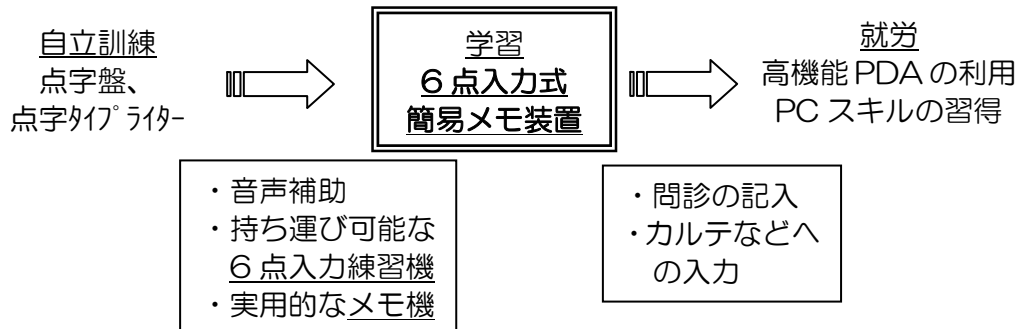 自立訓練
点字盤、
点字ﾀｲﾌﾟﾗｲﾀｰ
学習
６点入力式
簡易メモ装置
就労
高機能 PDA の利用
PC スキルの習得
・音声補助
・持ち運び可能な
６点入力練習機
・実用的なメモ機
・問診の記入
・カルテなどへ
の入力